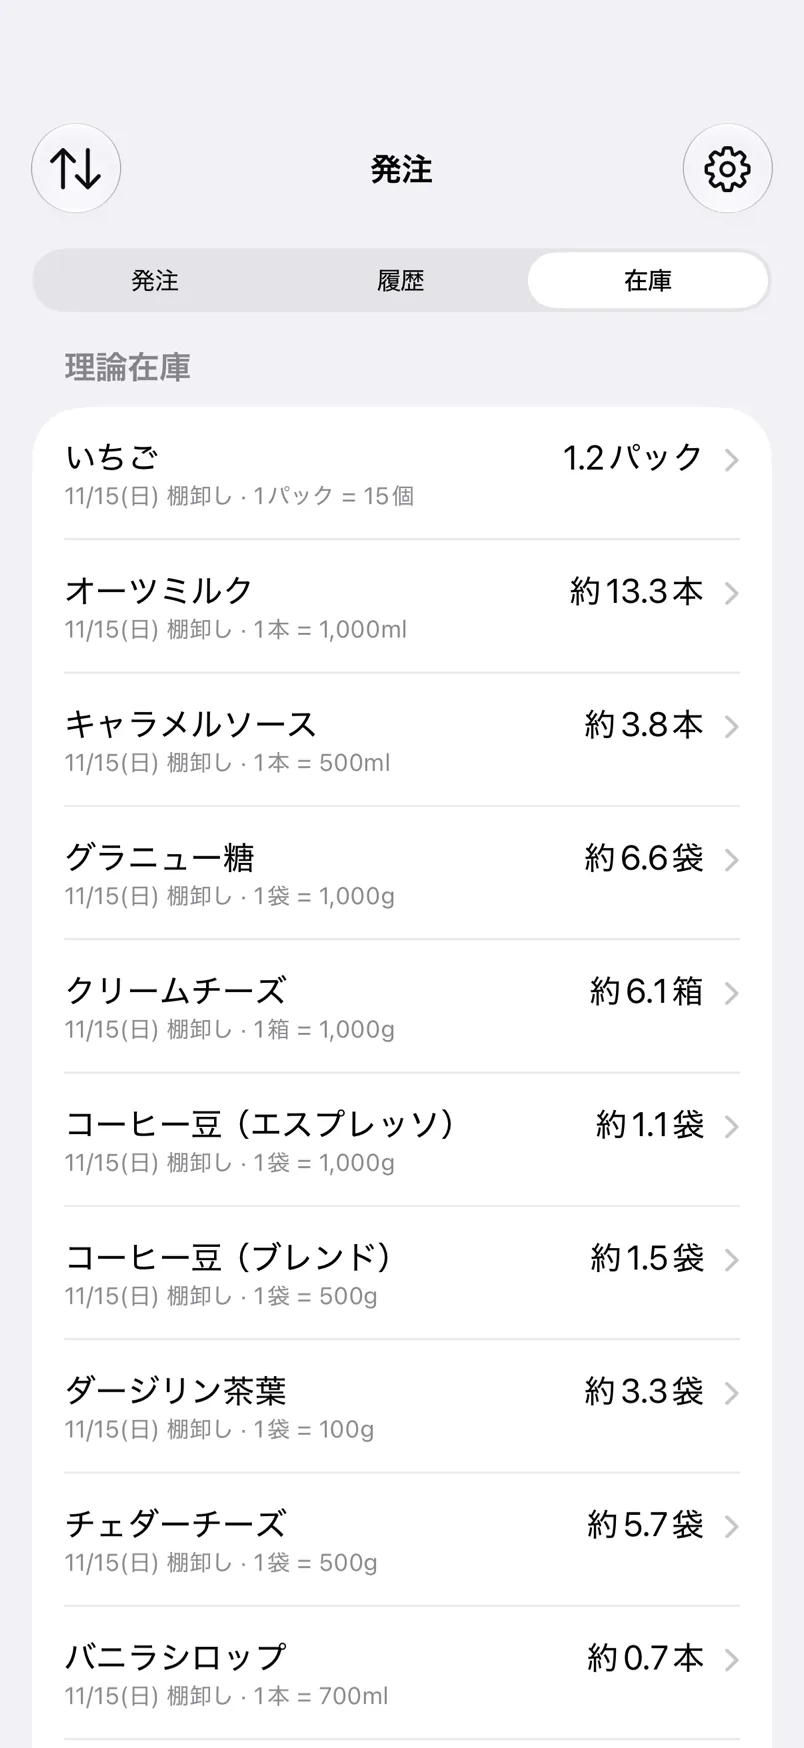 発注
発注
履歴
在庫
理論在庫
いちご
1.2パック
11/15(日) 棚卸し · 1パック = 15個
オーツミルク
約13.3本
11/15(日) 棚卸し · 1本 = 1,000ml
キャラメルソース
約3.8本
11/15(日) 棚卸し · 1本 = 500ml
グラニュー糖
約6.6袋
11/15(日) 棚卸し · 1袋 = 1,000g
クリームチーズ
約6.1箱
11/15(日) 棚卸し · 1箱 = 1,000g
コーヒー豆（エスプレッソ）
約1.1袋
11/15(日) 棚卸し · 1袋 = 1,000g
コーヒー豆（ブレンド）
約1.5袋
11/15(日) 棚卸し · 1袋 = 500g
ダージリン茶葉
約3.3袋
11/15(日) 棚卸し · 1袋 = 100g
チェダーチーズ
約5.7袋
11/15(日) 棚卸し · 1袋 = 500g
バニラシロップ
約0.7本
11/15(日) 棚卸し · 1本 = 700ml